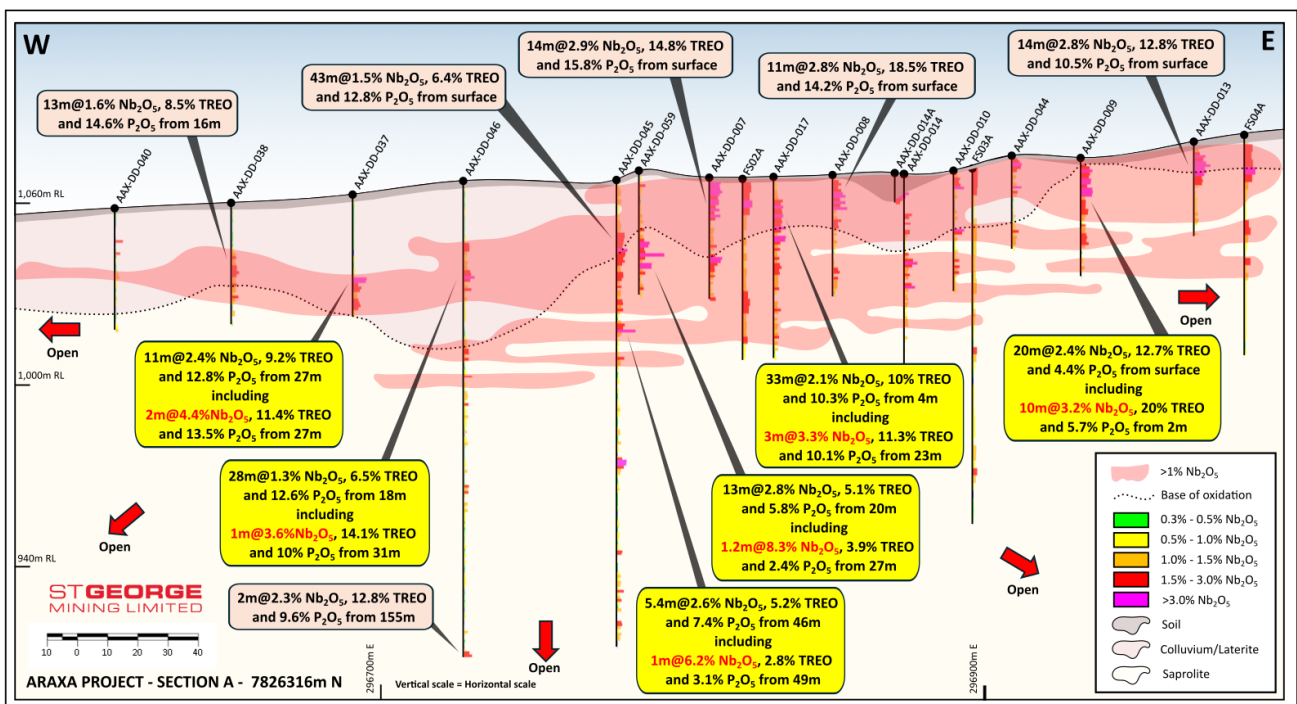 W
E
14m@2.9% Nb₂O₅, 14.8% TREO
and 15.8% P₂O₅ from surface
14m@2.8% Nb₂O₅, 12.8% TREO
and 10.5% P₂O₅ from surface
43m@1.5% Nb₂O₅, 6.4% TREO
and 12.8% P₂O₅ from surface
11m@2.8% Nb₂O₅, 18.5% TREO
and 14.2% P₂O₅ from surface
13m@1.6% Nb₂O₅, 8.5% TREO
and 14.6% P₂O₅ from 16m
AAX-DD-040
AAX-DD-038
AAX-DD-037
AAX-DD-046
AAX-DD-045
AAX-DD-059
AAX-DD-007
FS02A
AAX-DD-017
AAX-DD-008
AAX-DD-014A
AAX-DD-014
AAX-DD-010
FS03A
AAX-DD-044
AAX-DD-009
AAX-DD-013
FS04A
1,060m RL
1,000m RL
940m RL
Open
Open
Open
Open
Open
11m@2.4% Nb₂O₅, 9.2% TREO
and 12.8% P₂O₅ from 27m
including
2m@4.4%Nb₂O₅, 11.4% TREO
and 13.5% P₂O₅ from 27m
28m@1.3% Nb₂O₅, 6.5% TREO
and 12.6% P₂O₅ from 18m
including
1m@3.6%Nb₂O₅, 14.1% TREO
and 10% P₂O₅ from 31m
2m@2.3% Nb₂O₅, 12.8% TREO
and 9.6% P₂O₅ from 155m
33m@2.1% Nb₂O₅, 10% TREO
and 10.3% P₂O₅ from 4m
including
3m@3.3% Nb₂O₅, 11.3% TREO
and 10.1% P₂O₅ from 23m
13m@2.8% Nb₂O₅, 5.1% TREO
and 5.8% P₂O₅ from 20m
including
1.2m@8.3% Nb₂O₅, 3.9% TREO
and 2.4% P₂O₅ from 27m
5.4m@2.6% Nb₂O₅, 5.2% TREO
and 7.4% P₂O₅ from 46m
including
1m@6.2% Nb₂O₅, 2.8% TREO
and 3.1% P₂O₅ from 49m
20m@2.4% Nb₂O₅, 12.7% TREO
and 4.4% P₂O₅ from surface
including
10m@3.2% Nb₂O₅, 20% TREO
and 5.7% P₂O₅ from 2m
>1% Nb₂O₅
Base of oxidation
0.3% - 0.5% Nb₂O₅
0.5% - 1.0% Nb₂O₅
1.0% - 1.5% Nb₂O₅
1.5% - 3.0% Nb₂O₅
>3.0% Nb₂O₅
Soil
Colluvium/Laterite
Saprolite
STGEORGE
MINING LIMITED
10 0 10 20 30 40
ARAXA PROJECT - SECTION A - 7826316m N
296700m E
Vertical scale = Horizontal scale
296900m E